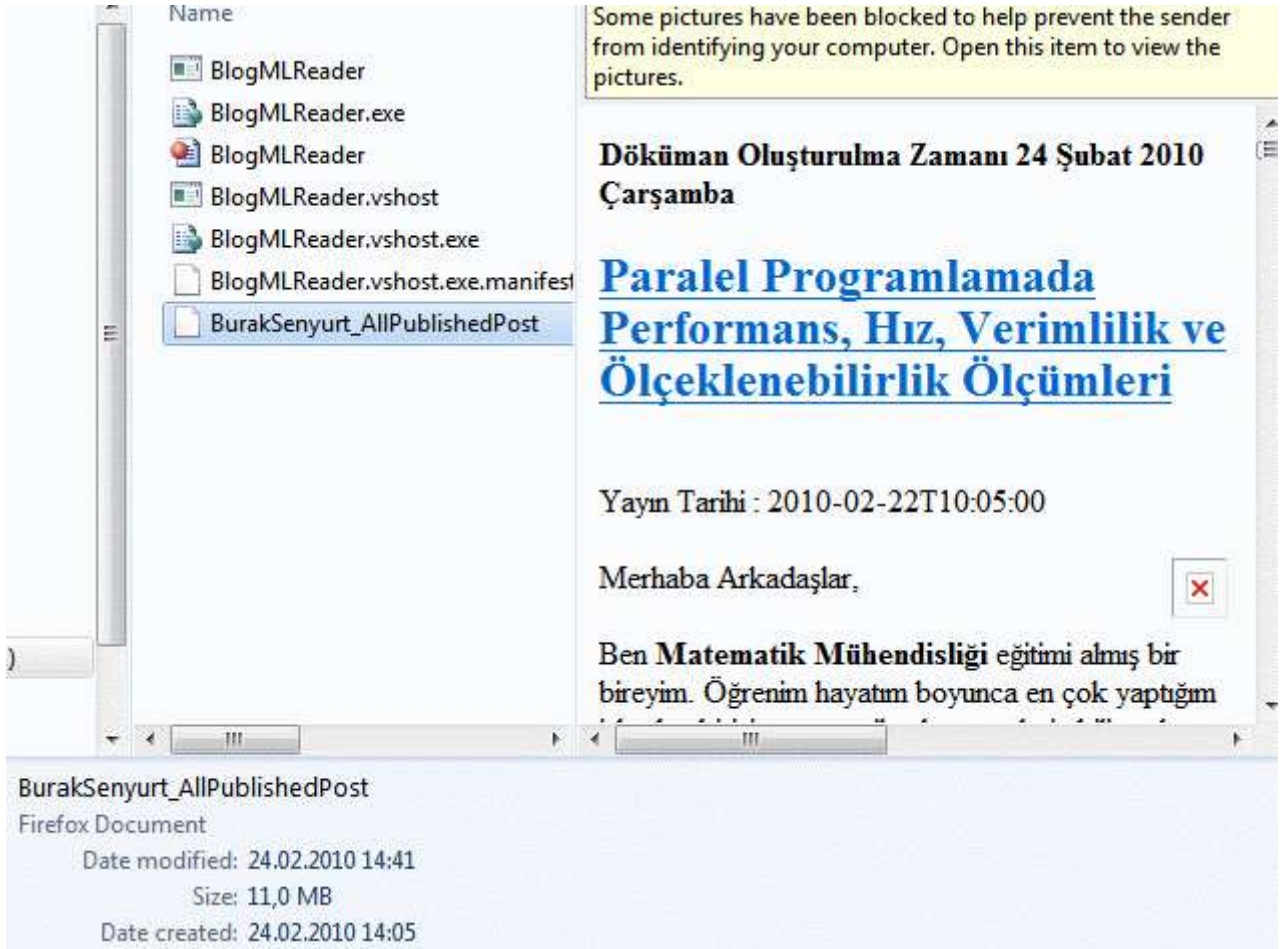 Name
BlogMLReader
BlogMLReader.exe
BlogMLReader
BlogMLReader.vshost
BlogMLReader.vshost.exe
BlogMLReader.vshost.exe.manifest
BurakSenyurt_AllPublishedPost
Some pictures have been blocked to help prevent the sender
from identifying your computer. Open this item to view the
pictures.
Döküman Oluşturulma Zamanı 24 Şubat 2010
Çarşamba
Paralel Programlamada
Performans, Hız, Verimlilik ve
Ölçeklenebilirlik Ölçümleri
Yayın Tarihi : 2010-02-22T10:05:00
Merhaba Arkadaşlar,
Ben Matematik Mühendisliği eğitimi almış bir
bireyim. Öğrenim hayatım boyunca en çok yaptığım
)
BurakSenyurt_AllPublishedPost
Firefox Document
Date modified: 24.02.2010 14:41
Size: 11,0 MB
Date created: 24.02.2010 14:05